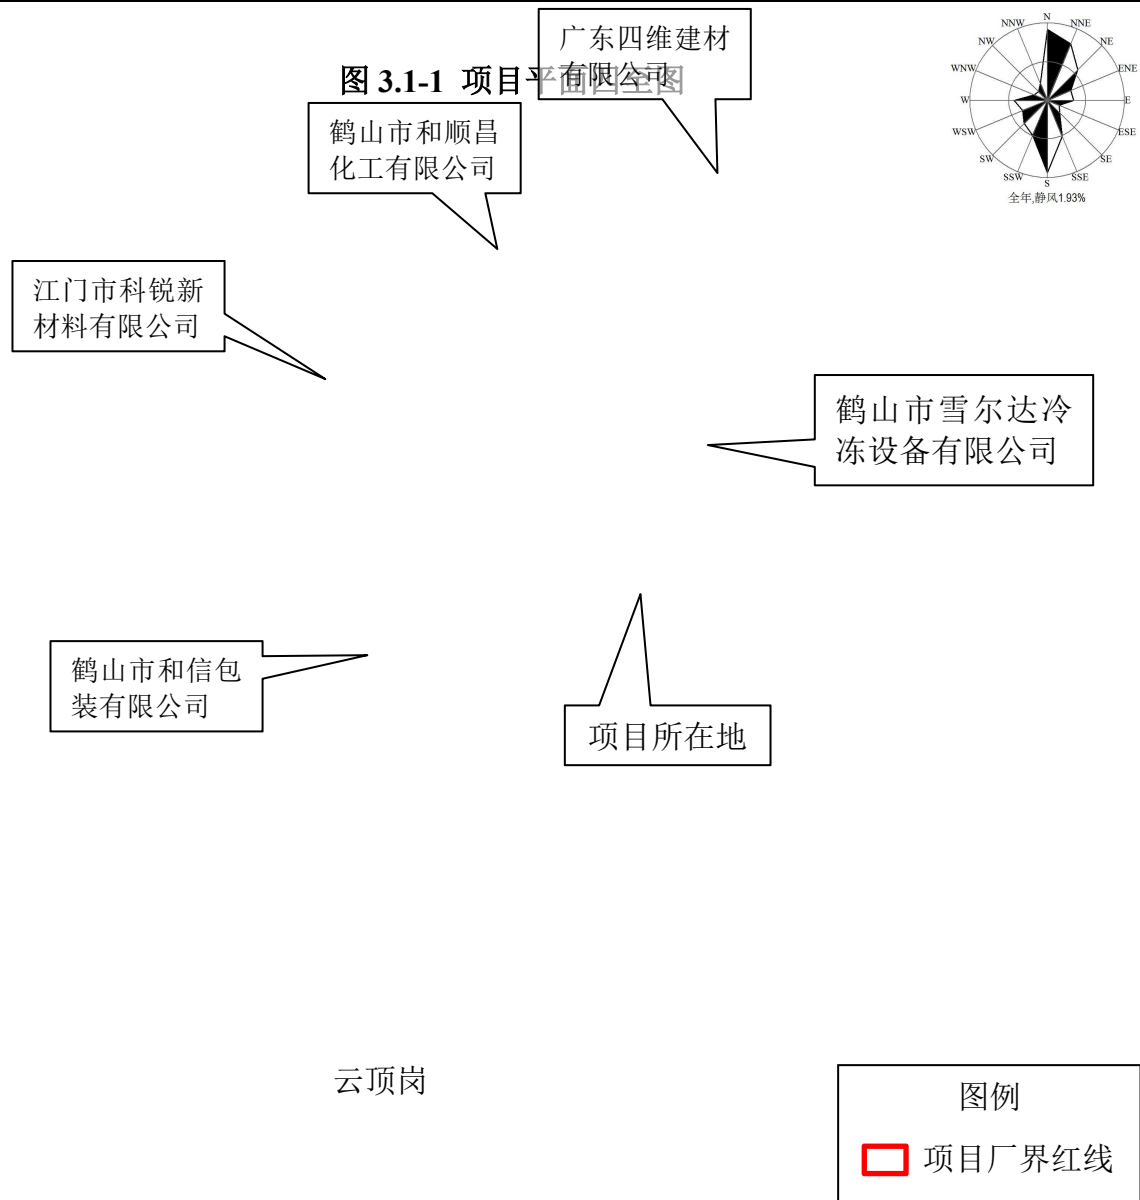 广东四维建材
有限公司
图 3.1-1 项目平面四至图
鹤山市和顺昌
化工有限公司
N
NNE
NE
ENE
E
ESE
SE
SSE
S
SSW
SW
WSW
W
WNW
NW
NNW
全年,静风1.93%
江门市科锐新
材料有限公司
鹤山市雪尔达冷
冻设备有限公司
鹤山市和信包
装有限公司
项目所在地
云顶岗
图例
项目厂界红线